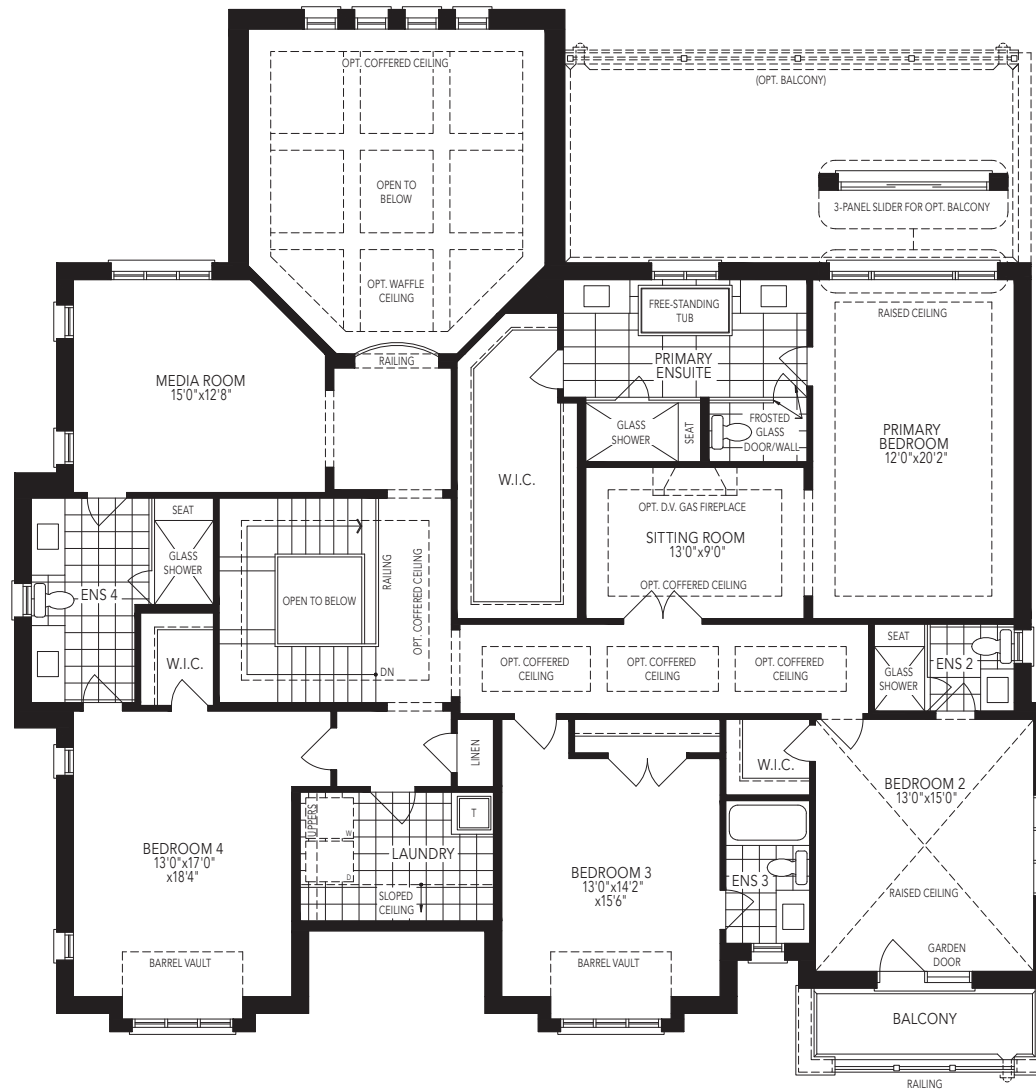 OPT. COFFERED CEILING
(OPT. BALCONY)
OPEN TO
BELOW
3-PANEL SLIDER FOR OPT. BALCONY
OPT. WAFFLE
CEILING
FREE-STANDING
TUB
RAISED CEILING
RAILING
PRIMARY
ENSUITE
MEDIA ROOM
15'0"x12'8"
GLASS
SHOWER
SEAT
FROSTED
GLASS
DOOR/WALL
PRIMARY
BEDROOM
12'0"x20'2"
W.I.C.
SEAT
GLASS
SHOWER
ENS 4
OPEN TO BELOW
RAILING
OPT. COFFERED CEILING
DN
OPT. D.V. GAS FIREPLACE
SITTING ROOM
13'0"x9'0"
OPT. COFFERED CEILING
W.I.C.
OPT. COFFERED
CEILING
OPT. COFFERED
CEILING
OPT. COFFERED
CEILING
SEAT
GLASS
SHOWER
ENS 2
LINEN
W.I.C.
BEDROOM 2
13'0"x15'0"
UPPERS
W
D
T
LAUNDRY
SLOPED
CEILING
BEDROOM 4
13'0"x17'0"
x18'4"
BEDROOM 3
13'0"x14'2"
x15'6"
ENS 3
RAISED CEILING
GARDEN
DOOR
BARREL VAULT
BARREL VAULT
BALCONY
RAILING